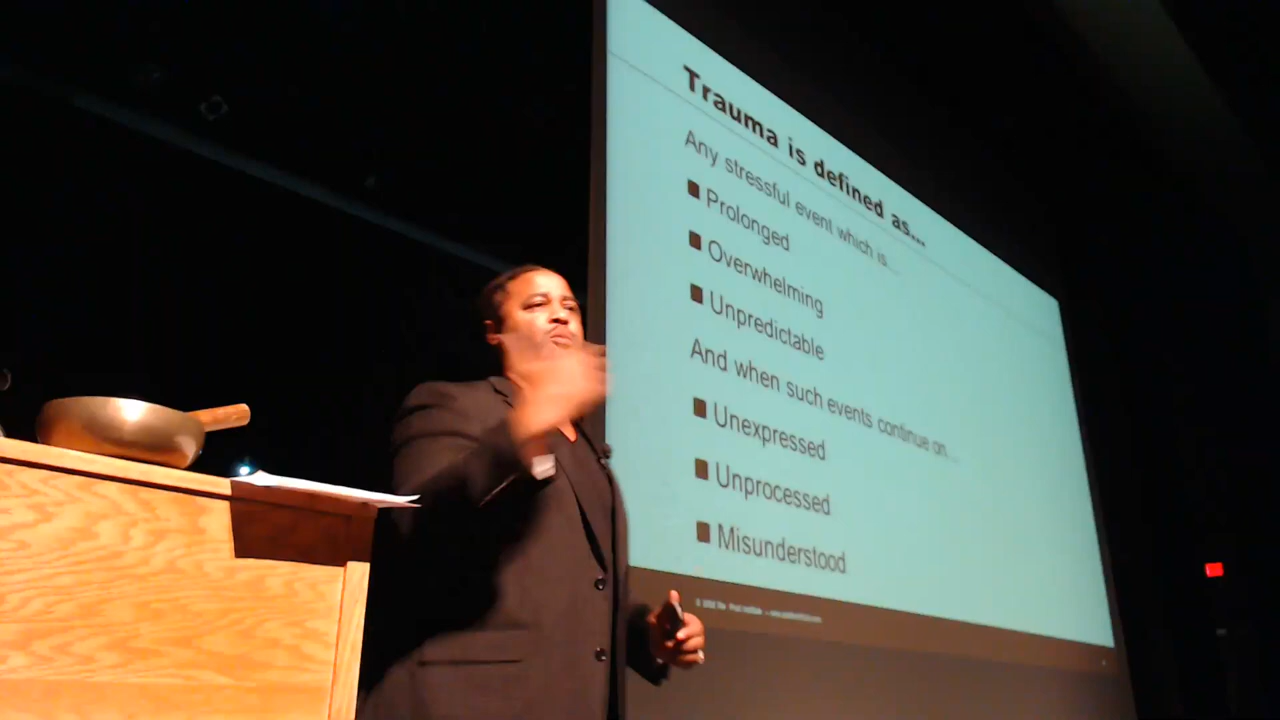 Trauma is defined as...
Any stressful event which is...
Prolonged
Overwhelming
Unpredictable
And when such events continue on...
Unexpressed
Unprocessed
Misunderstood
Institute